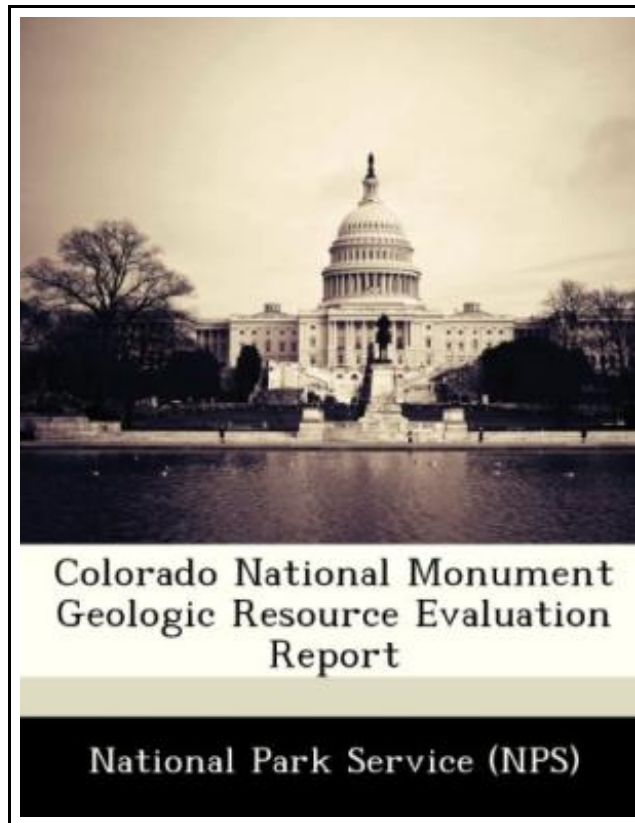 Colorado National Monument
Geologic Resource Evaluation
Report
National Park Service (NPS)